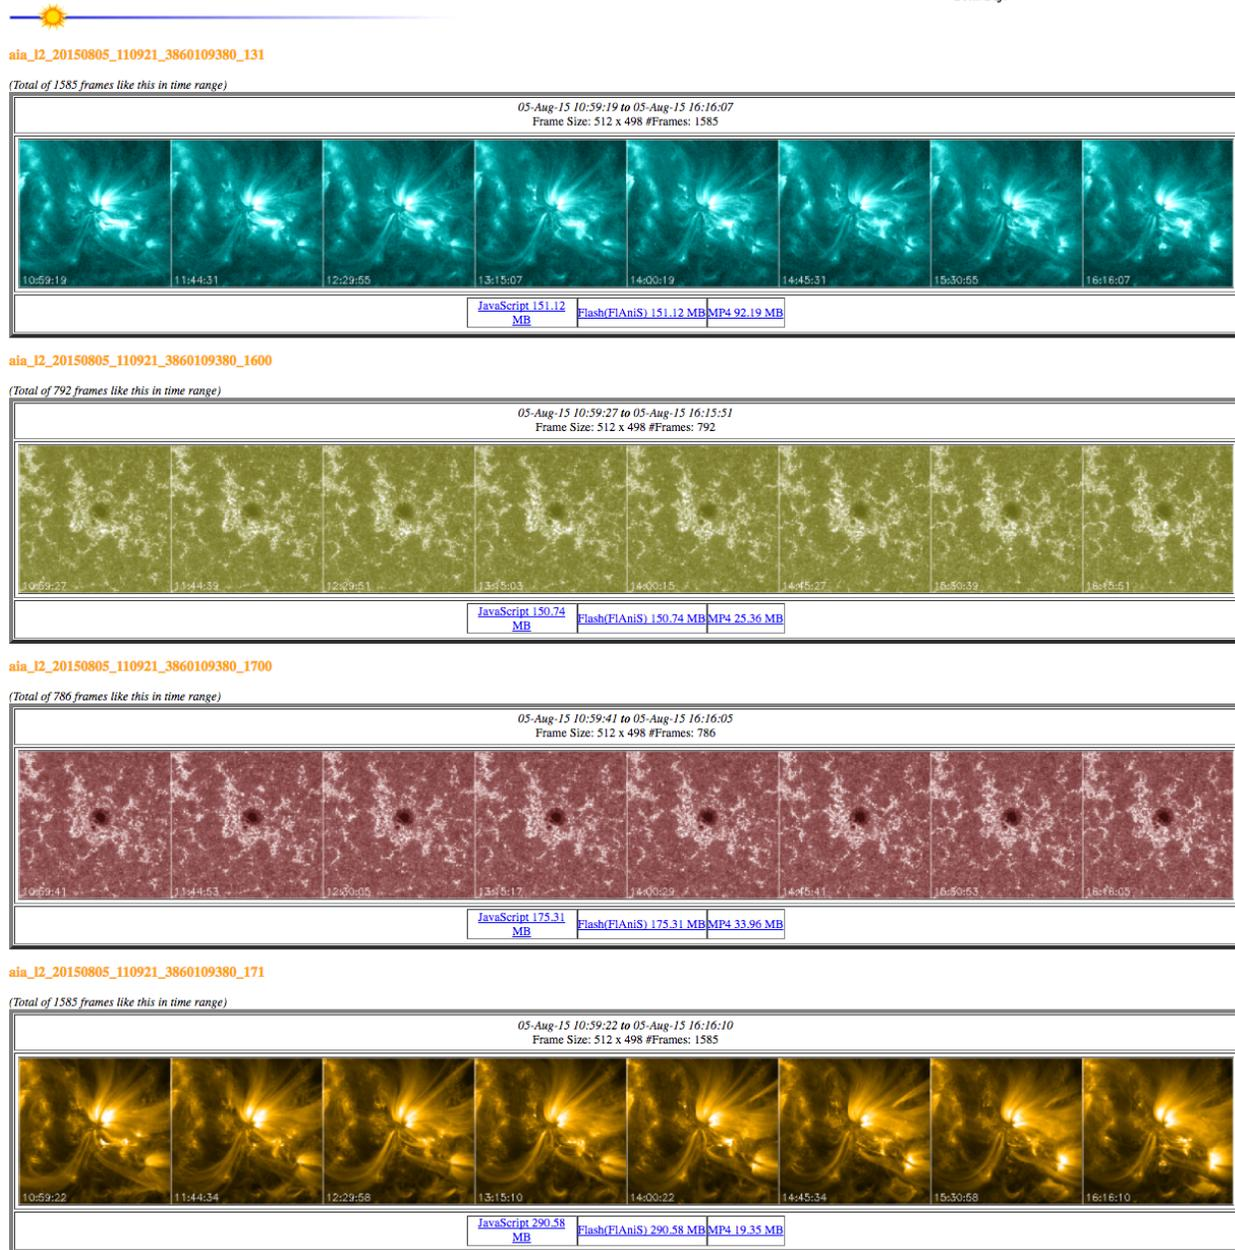 aia_l2_20150805_110921_3860109380_131
(Total of 1585 frames like this in time range)
05-Aug-15 10:59:19 to 05-Aug-15 16:16:07
Frame Size: 512 x 498 #Frames: 1585
10:59:19 11:44:31 12:29:55 13:15:07 14:00:19 14:45:31 15:30:55 16:16:07
JavaScript 151.12 MB Flash(FlAniS) 151.12 MB MP4 92.19 MB
aia_l2_20150805_110921_3860109380_1600
(Total of 792 frames like this in time range)
05-Aug-15 10:59:27 to 05-Aug-15 16:15:51
Frame Size: 512 x 498 #Frames: 792
10:59:27 11:44:39 12:29:51 13:15:03 14:00:15 14:45:27 15:30:39 16:15:51
JavaScript 150.74 MB Flash(FlAniS) 150.74 MB MP4 25.36 MB
aia_l2_20150805_110921_3860109380_1700
(Total of 786 frames like this in time range)
05-Aug-15 10:59:41 to 05-Aug-15 16:16:05
Frame Size: 512 x 498 #Frames: 786
10:59:41 11:44:53 12:30:05 13:15:17 14:00:29 14:45:41 15:30:53 16:16:05
JavaScript 175.31 MB Flash(FlAniS) 175.31 MB MP4 33.96 MB
aia_l2_20150805_110921_3860109380_171
(Total of 1585 frames like this in time range)
05-Aug-15 10:59:22 to 05-Aug-15 16:16:10
Frame Size: 512 x 498 #Frames: 1585
10:59:22 11:44:34 12:29:58 13:15:10 14:00:22 14:45:34 15:30:58 16:16:10
JavaScript 290.58 MB Flash(FlAniS) 290.58 MB MP4 19.35 MB